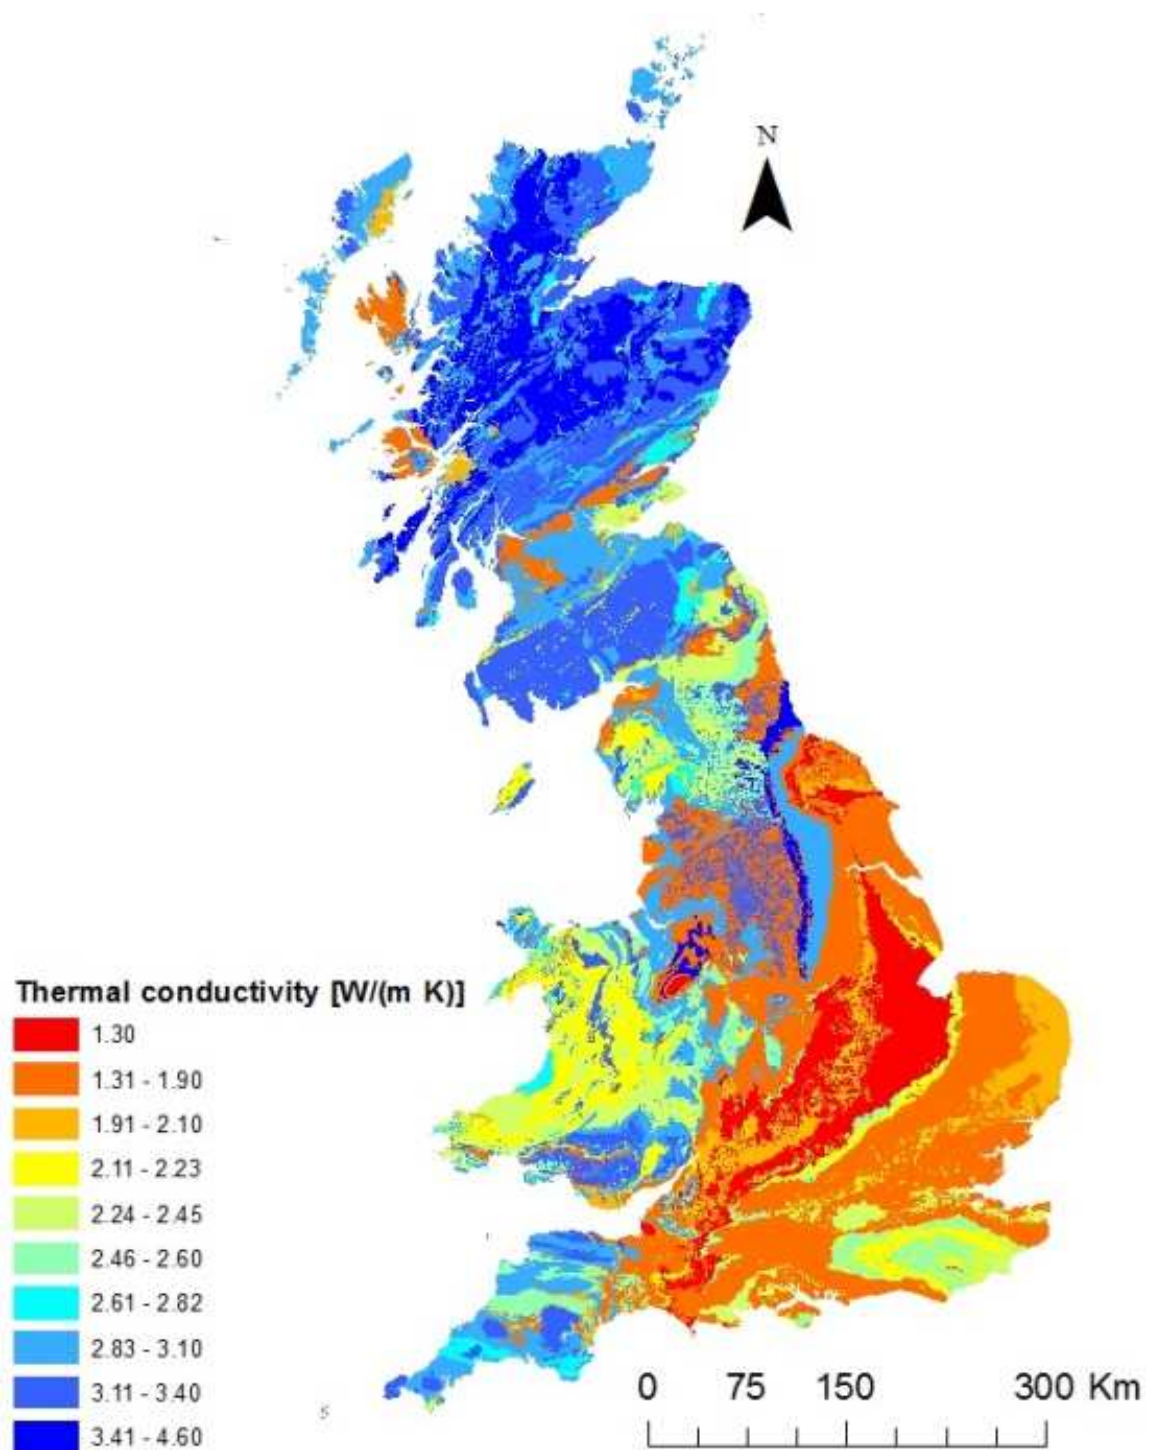 N
Thermal conductivity [W/(m K)]
1.30
1.31 - 1.90
1.91 - 2.10
2.11 - 2.23
2.24 - 2.45
2.46 - 2.60
2.61 - 2.82
2.83 - 3.10
3.11 - 3.40
3.41 - 4.60
0 75 150 300 Km